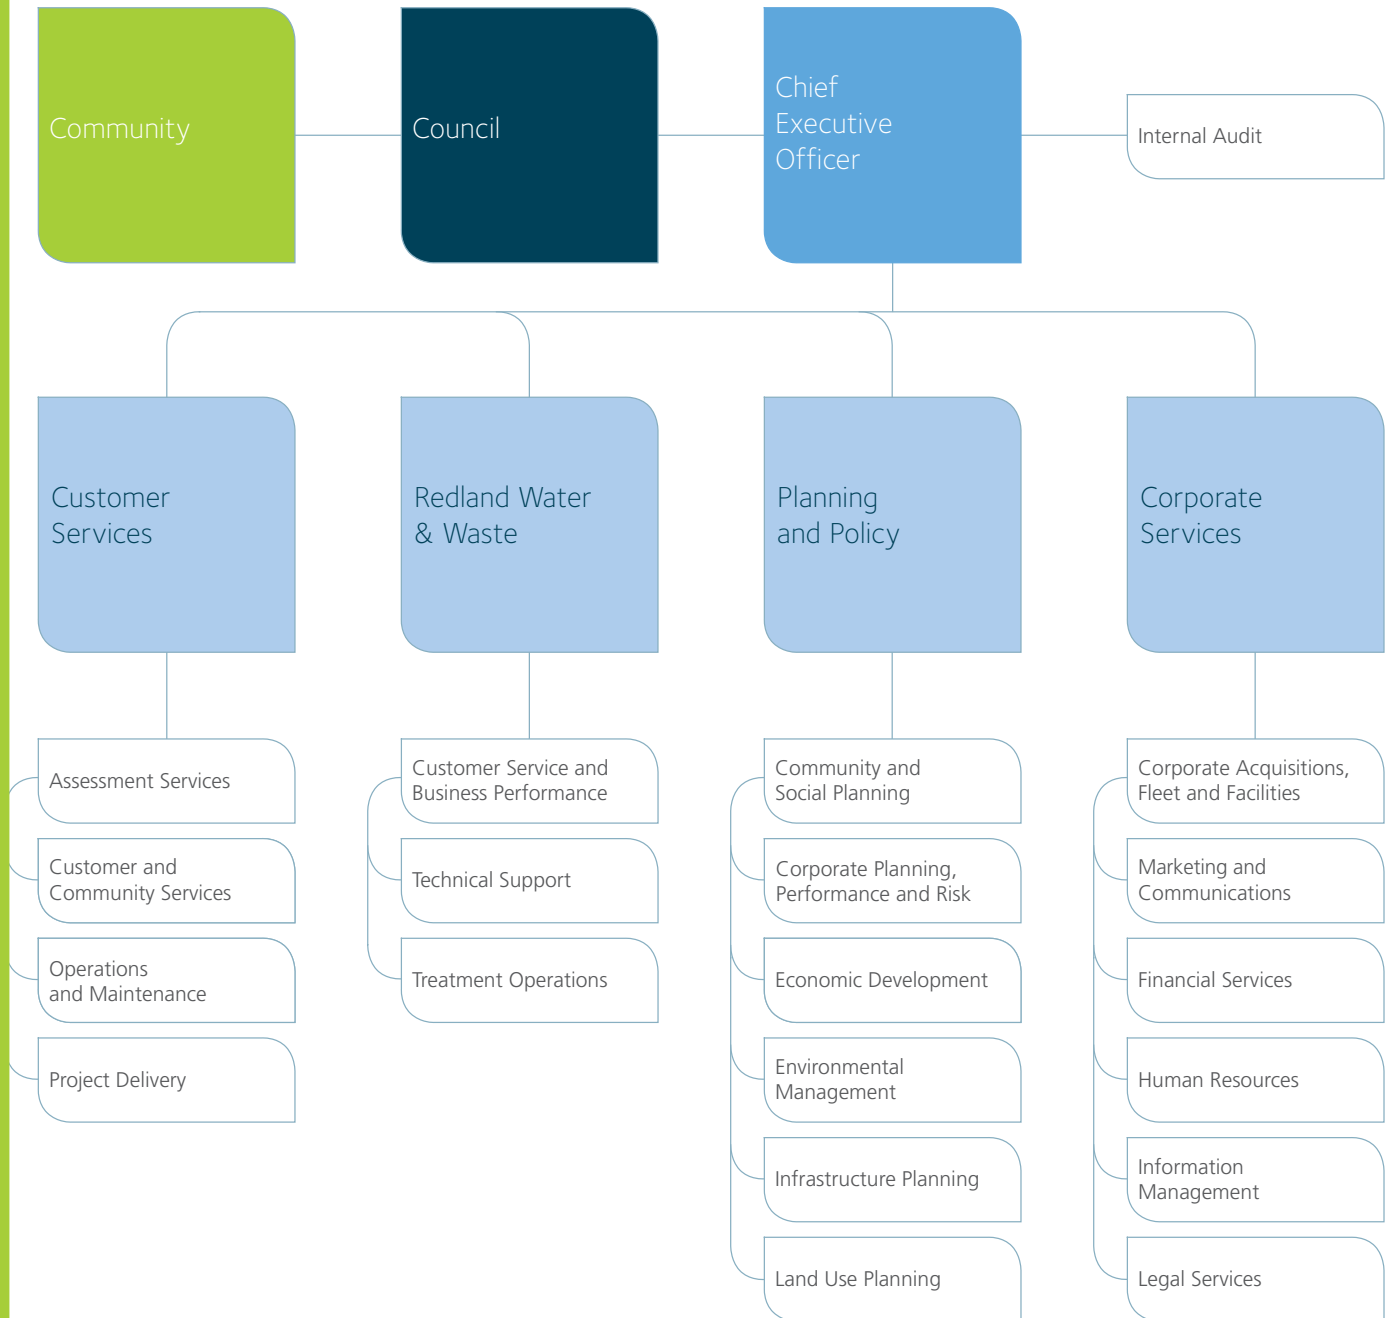 Community
Council
Chief
Executive
Officer
Internal Audit
Customer
Services
Redland Water
& Waste
Planning
and Policy
Corporate
Services
Assessment Services
Customer and
Community Services
Operations
and Maintenance
Project Delivery
Customer Service and
Business Performance
Technical Support
Treatment Operations
Community and
Social Planning
Corporate Planning,
Performance and Risk
Economic Development
Environmental
Management
Infrastructure Planning
Land Use Planning
Corporate Acquisitions,
Fleet and Facilities
Marketing and
Communications
Financial Services
Human Resources
Information
Management
Legal Services